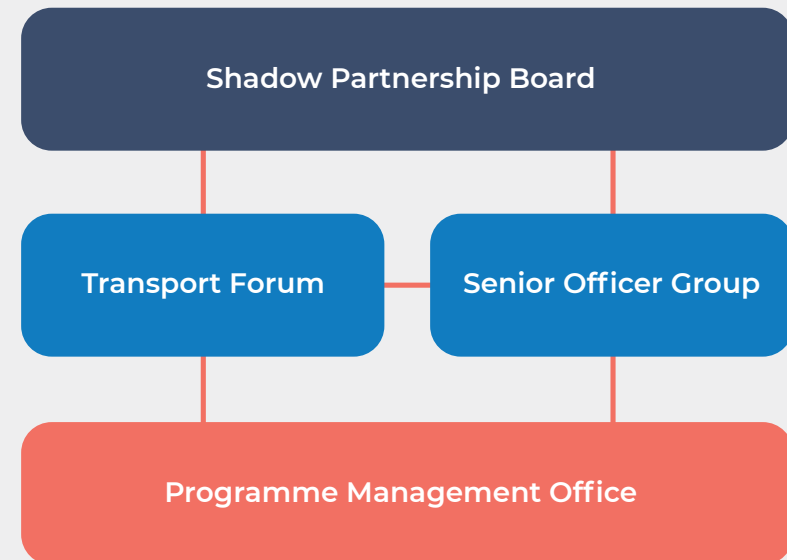 Shadow Partnership Board
Transport Forum
Senior Officer Group
Programme Management Office